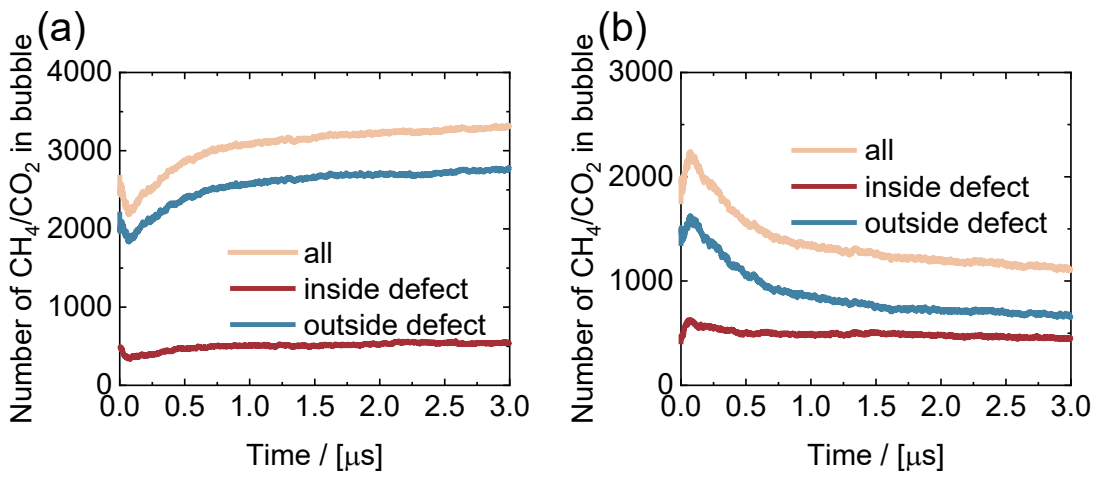 (a)
Number of CH₄/CO₂ in bubble
4000
3000
2000
1000
0
all
inside defect
outside defect
0.0 0.5 1.0 1.5 2.0 2.5 3.0
Time / [μs]
(b)
Number of CH₄/CO₂ in bubble
3000
2000
1000
0
all
inside defect
outside defect
0.0 0.5 1.0 1.5 2.0 2.5 3.0
Time / [μs]